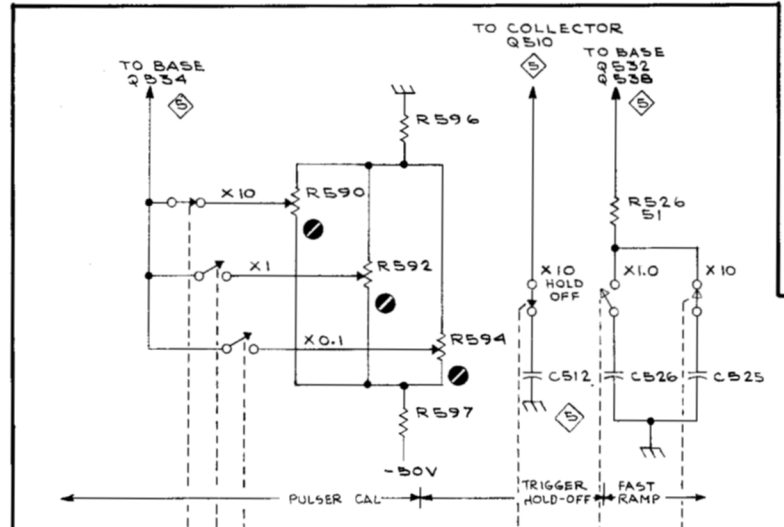 TO COLLECTOR
Q510
5
TO BASE
Q534
5
TO BASE
Q532
Q538
5
R596
X10
R590
R526
51
X1
R592
X10
HOLD
OFF
X1.0
X10
X0.1
R594
C512
C526
C525
5
R597
-50V
PULSER CAL
TRIGGER
HOLD-OFF
FAST
RAMP